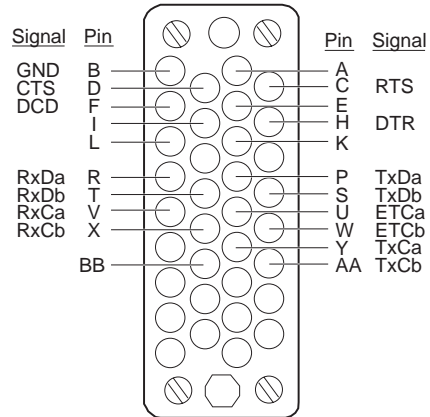 Signal Pin
Pin Signal
GND B
A
CTS D
C RTS
DCD F
E
I
H DTR
L
K
RxDa R
P TxDa
RxDb T
S TxDb
RxCa V
U ETCa
RxCb X
W ETCb
Y TxCa
BB
AA TxCb